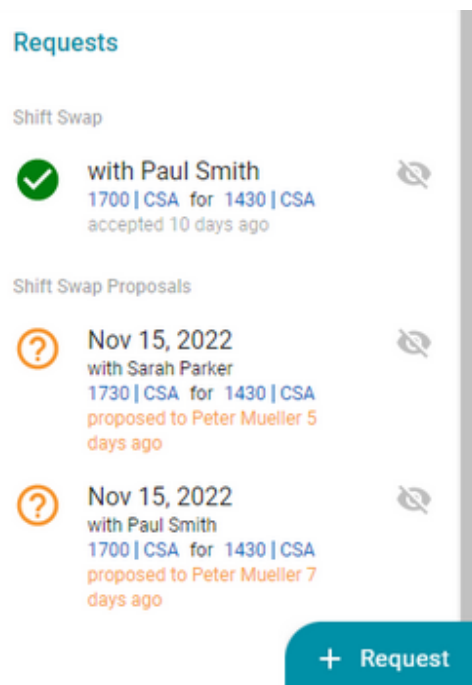 Requests
Shift Swap
with Paul Smith
1700 | CSA for 1430 | CSA
accepted 10 days ago
Shift Swap Proposals
Nov 15, 2022
with Sarah Parker
1730 | CSA for 1430 | CSA
proposed to Peter Mueller 5
days ago
Nov 15, 2022
with Paul Smith
1700 | CSA for 1430 | CSA
proposed to Peter Mueller 7
days ago
+ Request